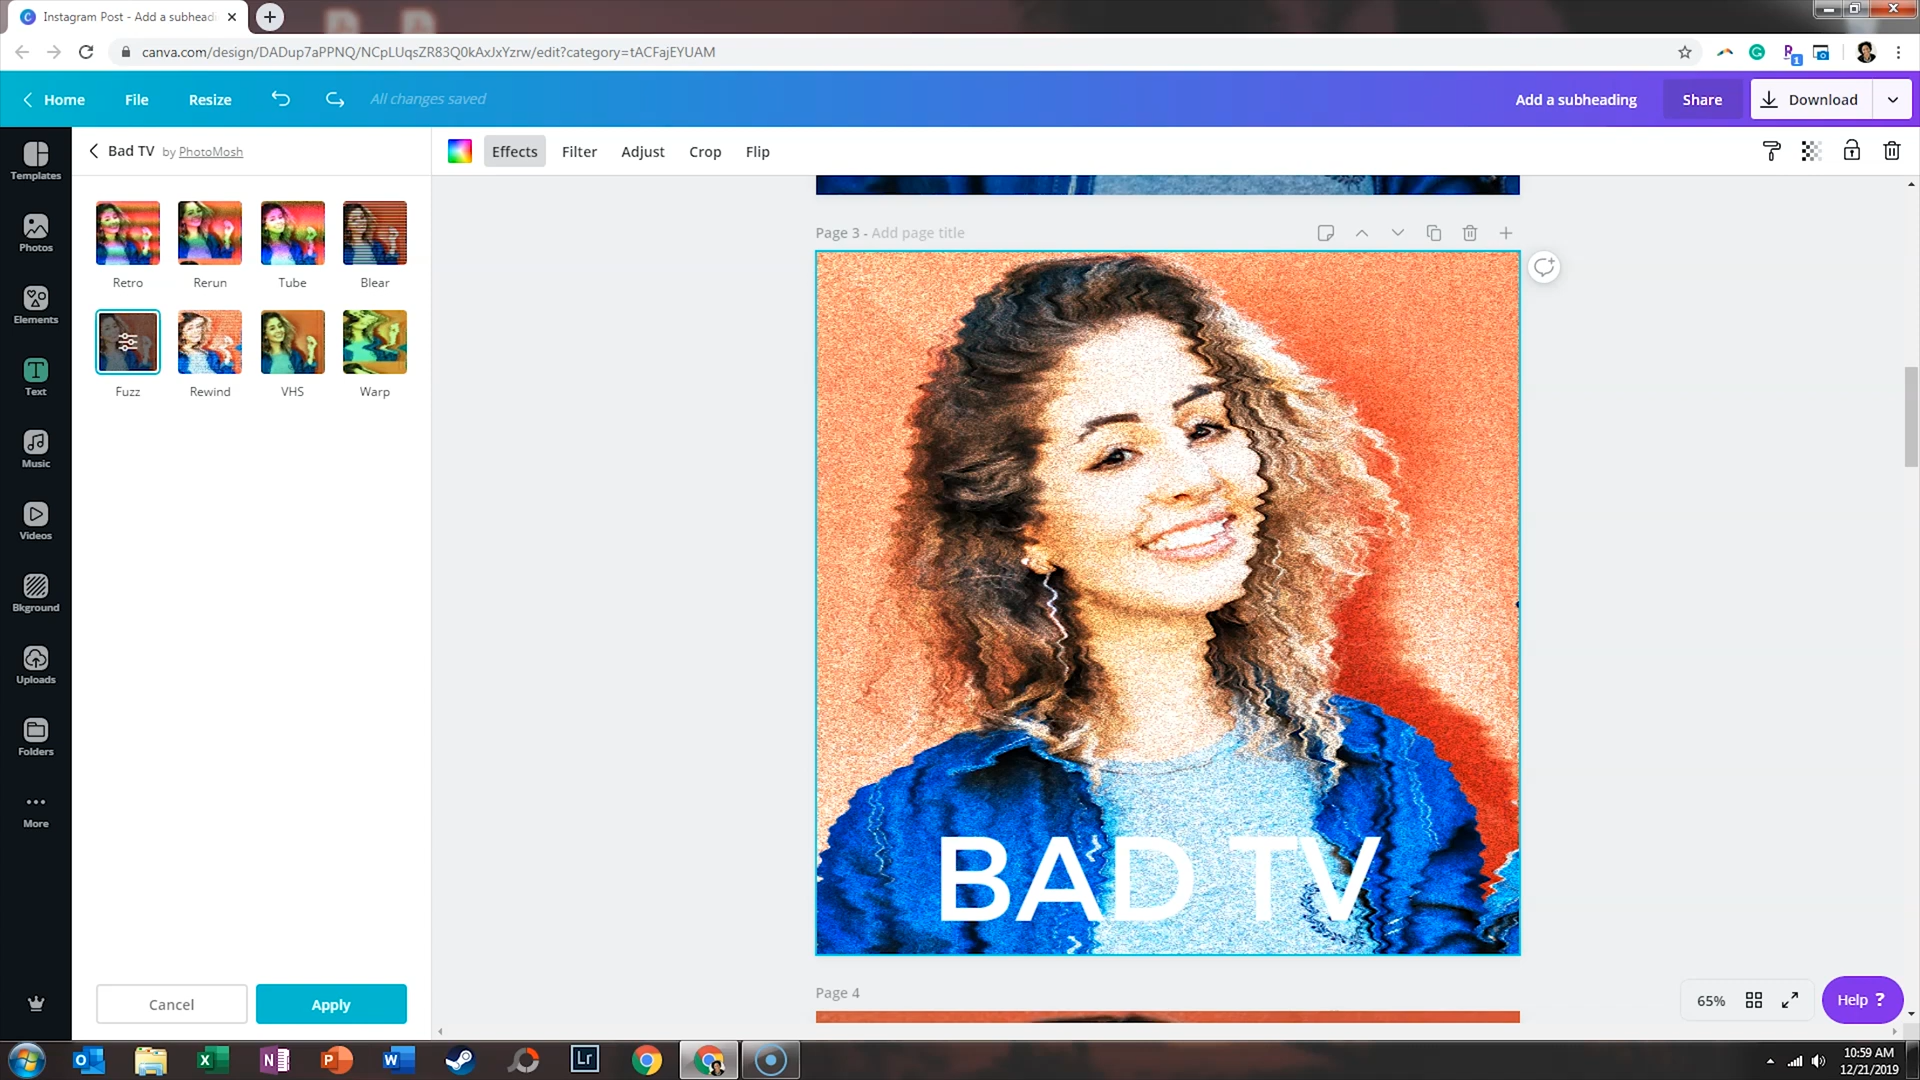 Instagram Post - Add a subheadi
canva.com/design/DADup7aPPNQ/NCpLUqsZR83Q0kAxJxYzrw/edit?category=tACFajEYUAM
Home File Resize All changes saved Add a subheading Share Download
Templates
Photos
Elements
Text
Music
Videos
Bkground
Uploads
Folders
More
Bad TV by PhotoMosh
Retro Rerun Tube Blear
Fuzz Rewind VHS Warp
Cancel Apply
Effects Filter Adjust Crop Flip
Page 3 - Add page title
BAD TV
Page 4
65% Help ?
1
Lr
10:59 AM
12/21/2019